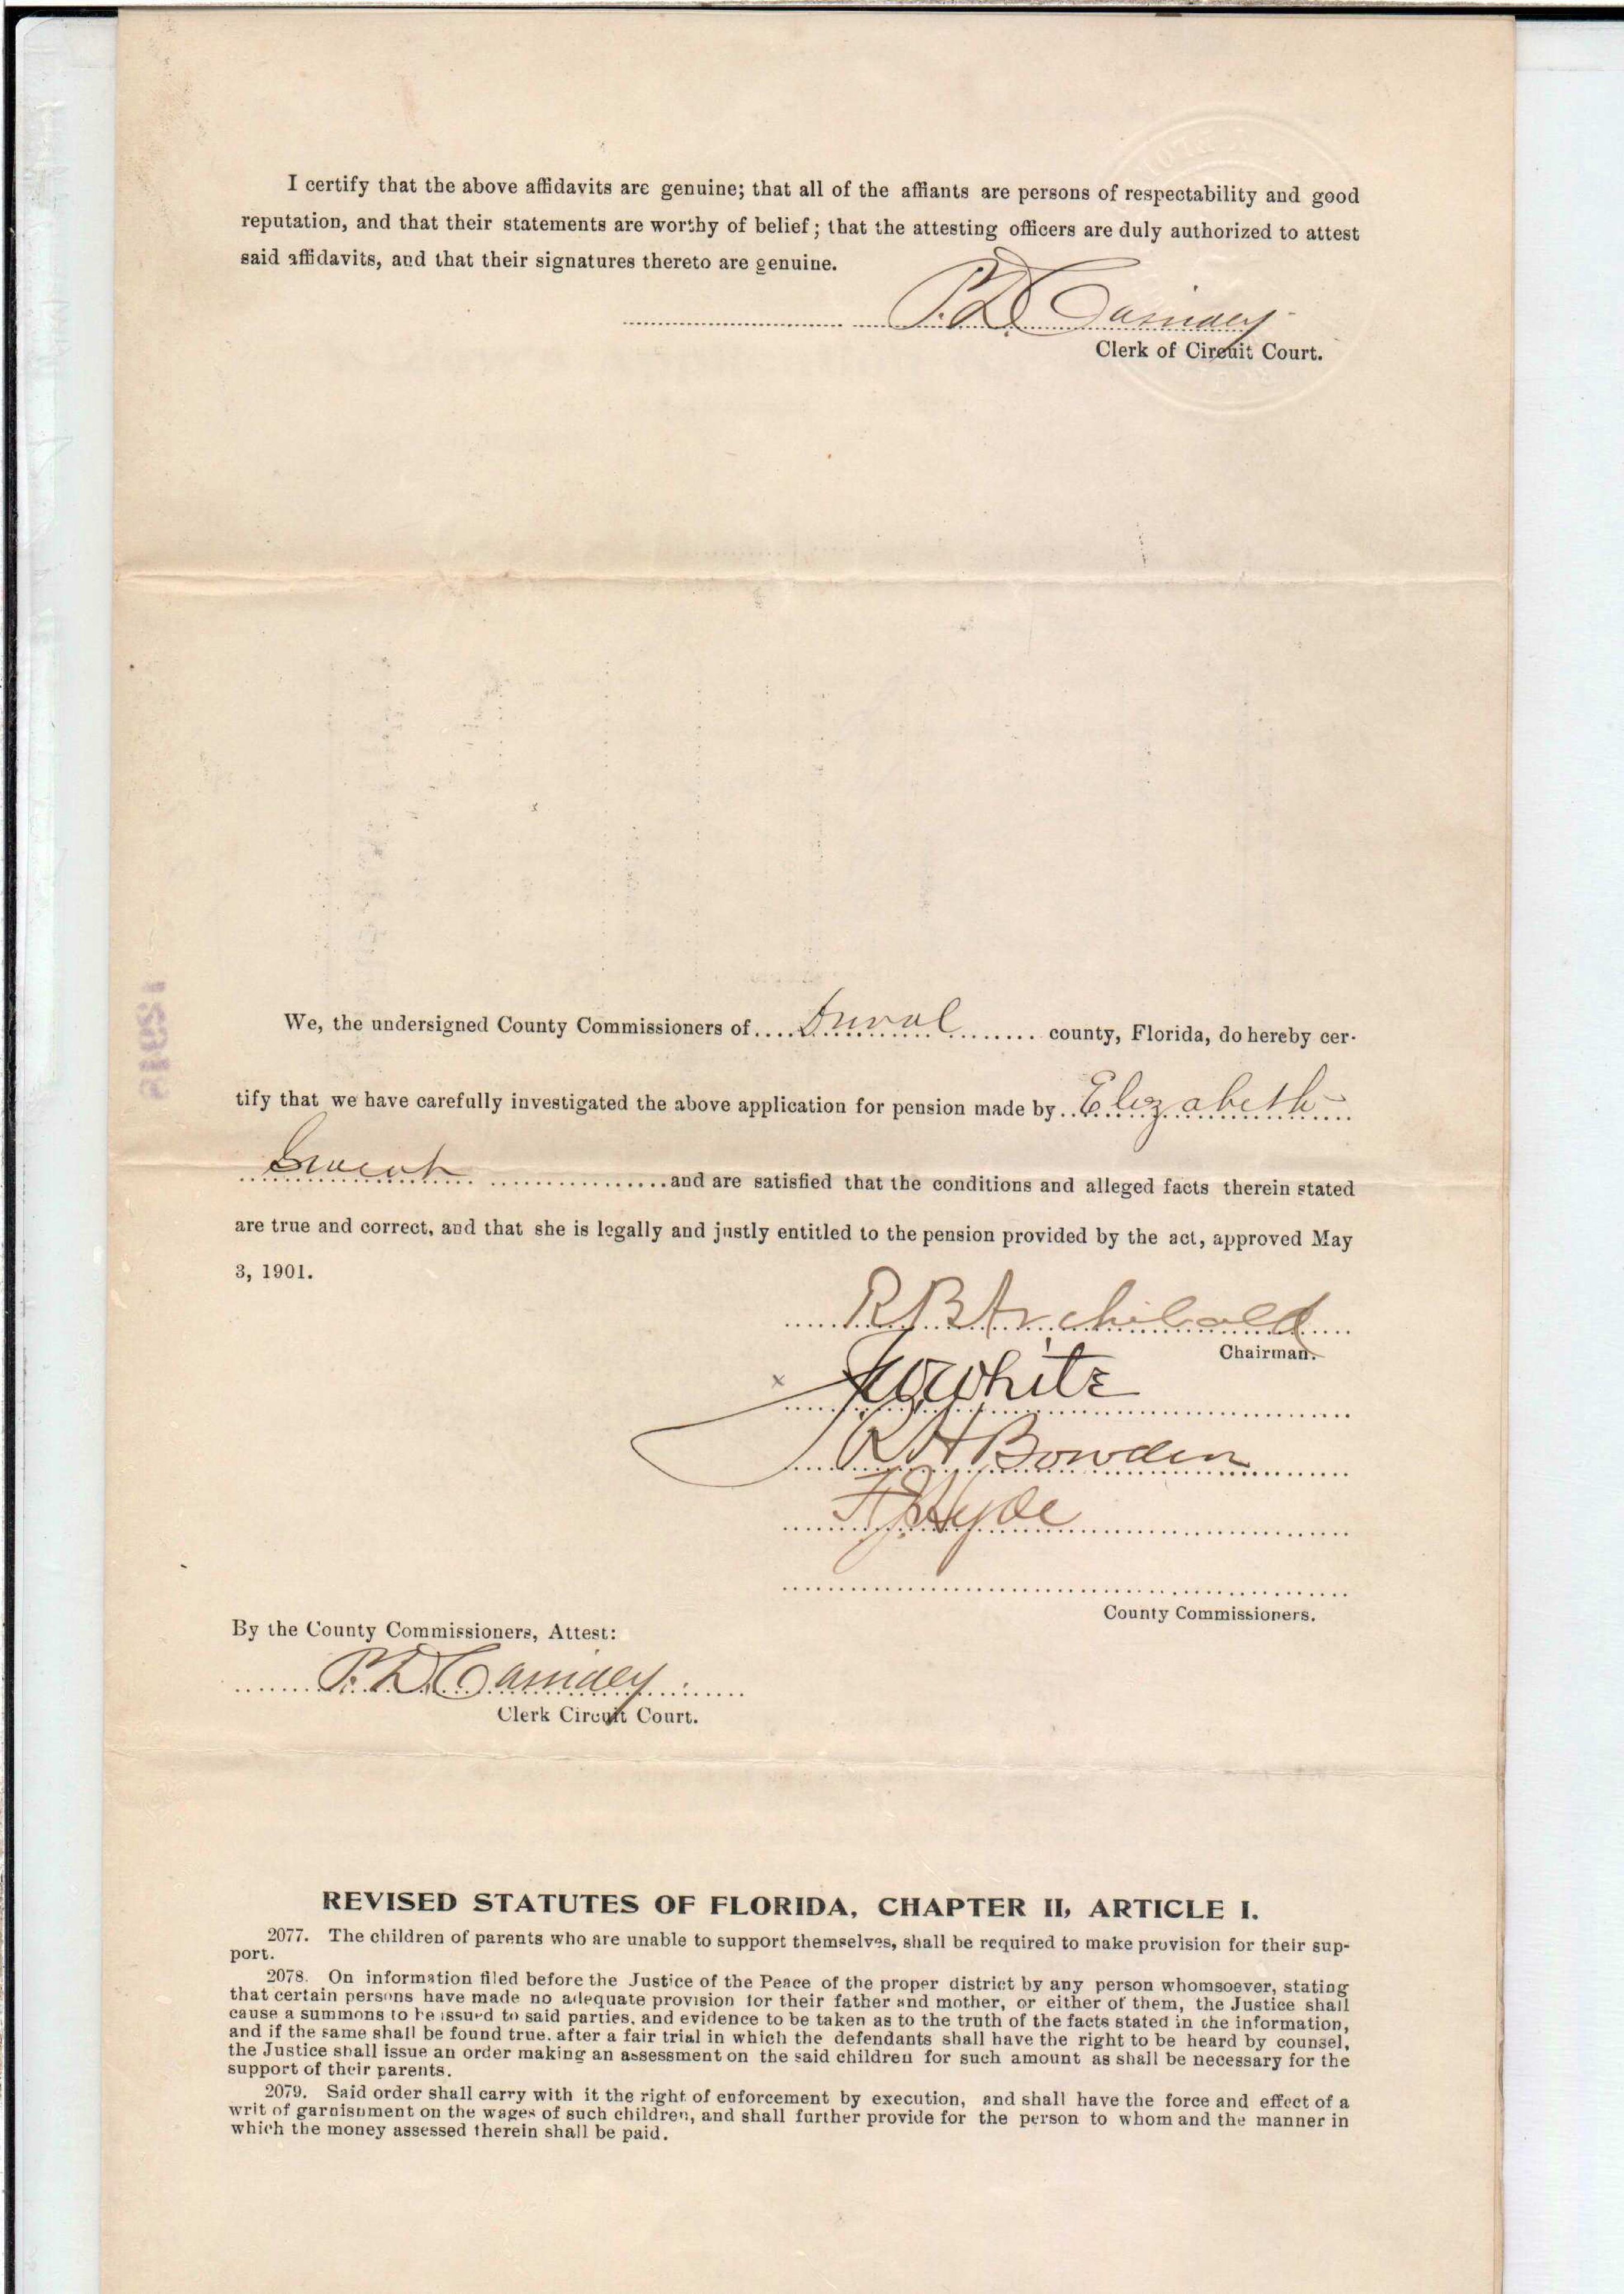 I certify that the above affidavits are genuine; that all of the affiants are persons of respectability and good
reputation, and that their statements are worthy of belief; that the attesting officers are duly authorized to attest
said affidavits, and that their signatures thereto are genuine.
P. D. Cassidey
Clerk of Circuit Court.
We, the undersigned County Commissioners of Duval county, Florida, do hereby cer-
tify that we have carefully investigated the above application for pension made by Elizabeth
and are satisfied that the conditions and alleged facts therein stated
are true and correct, and that she is legally and justly entitled to the pension provided by the act, approved May
3, 1901.
R B Archibald
Chairman.
White
R H Bowden
Hyde
County Commissioners.
By the County Commissioners, Attest:
P. D. Cassidey
Clerk Circuit Court.
REVISED STATUTES OF FLORIDA, CHAPTER II, ARTICLE I.
2077. The children of parents who are unable to support themselves, shall be required to make provision for their sup-
port.
2078. On information filed before the Justice of the Peace of the proper district by any person whomsoever, stating
that certain persons have made no adequate provision for their father and mother, or either of them, the Justice shall
cause a summons to be issued to said parties, and evidence to be taken as to the truth of the facts stated in the information,
and if the same shall be found true, after a fair trial in which the defendants shall have the right to be heard by counsel,
the Justice shall issue an order making an assessment on the said children for such amount as shall be necessary for the
support of their parents.
2079. Said order shall carry with it the right of enforcement by execution, and shall have the force and effect of a
writ of garnishment on the wages of such children, and shall further provide for the person to whom and the manner in
which the money assessed therein shall be paid.